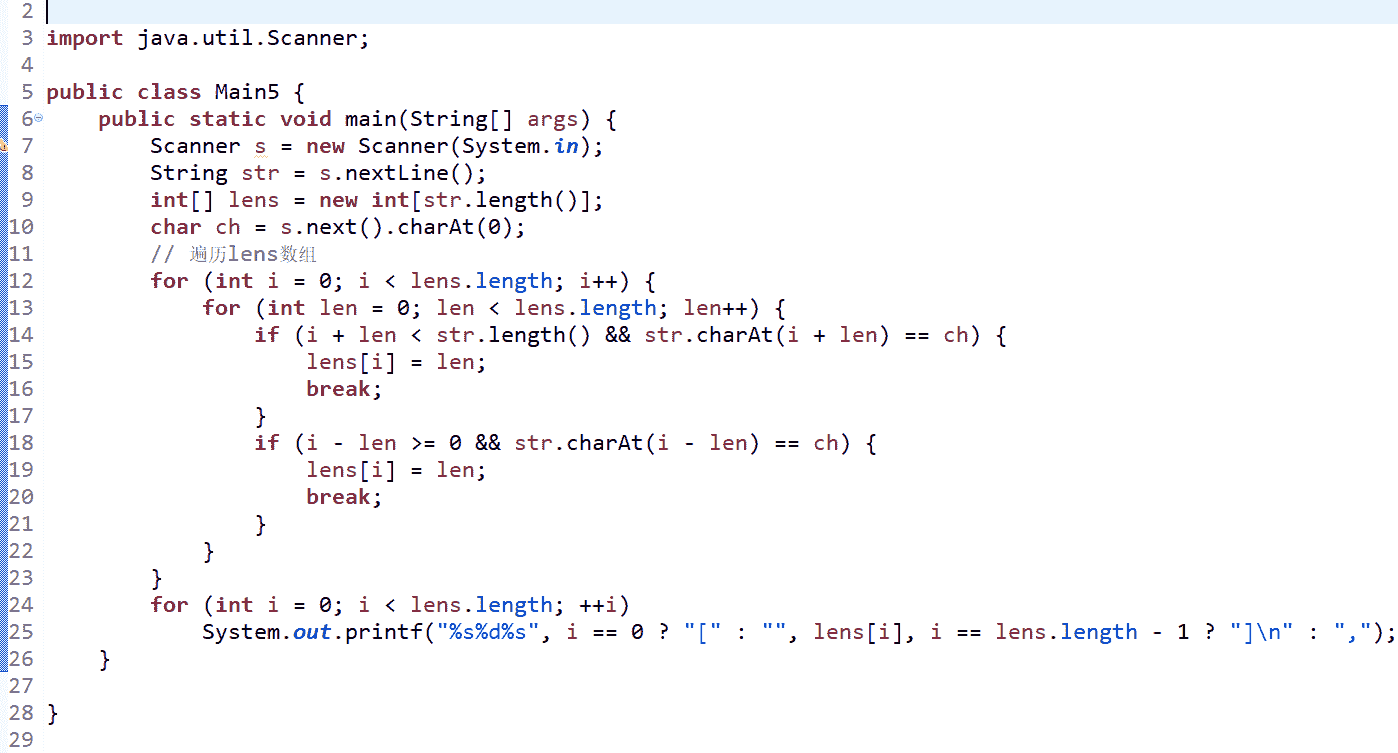 2
3 import java.util.Scanner;
4
5 public class Main5 {
6     public static void main(String[] args) {
7         Scanner s = new Scanner(System.in);
8         String str = s.nextLine();
9         int[] lens = new int[str.length()];
10         char ch = s.next().charAt(0);
11         // 遍历lens数组
12         for (int i = 0; i < lens.length; i++) {
13             for (int len = 0; len < lens.length; len++) {
14                 if (i + len < str.length() && str.charAt(i + len) == ch) {
15                     lens[i] = len;
16                     break;
17                 }
18                 if (i - len >= 0 && str.charAt(i - len) == ch) {
19                     lens[i] = len;
20                     break;
21                 }
22             }
23         }
24         for (int i = 0; i < lens.length; ++i)
25             System.out.printf("%s%d%s", i == 0 ? "[" : "", lens[i], i == lens.length - 1 ? "]\n" : ",");
26     }
27
28 }
29